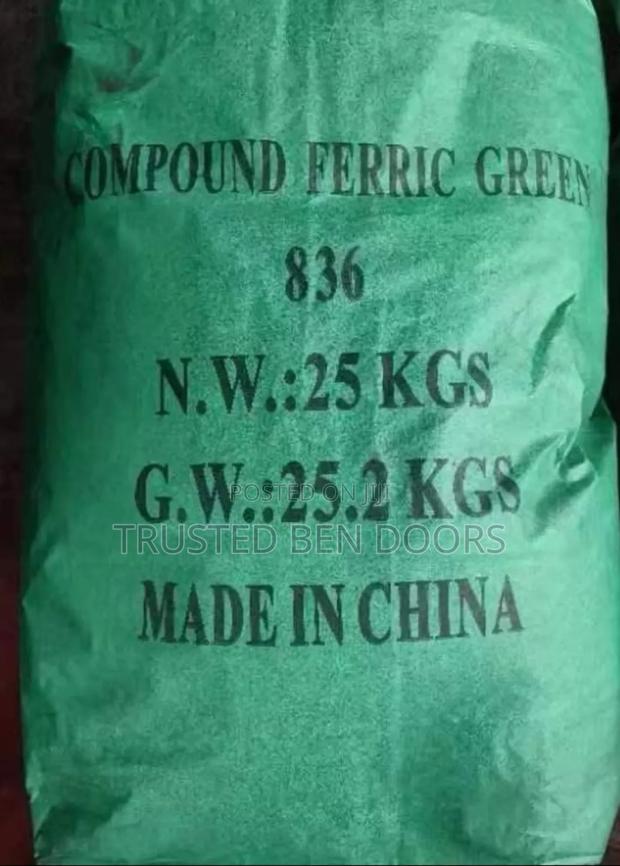 COMPOUND FERRIC GREEN
836
N.W.:25 KGS
G.W.:25.2 KGS
POSTED ON JIJI
TRUSTED BEN DOORS
MADE IN CHINA